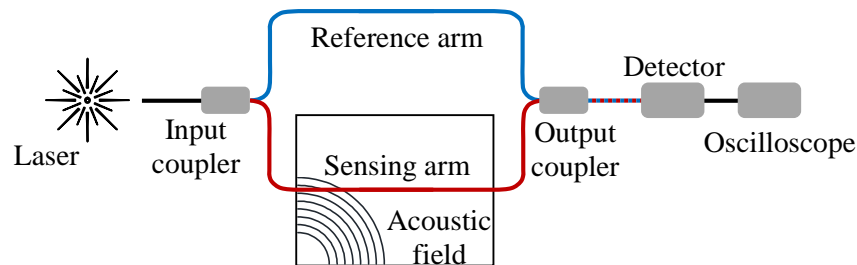 Reference arm
Detector
Laser
Input
coupler
Sensing arm
Output
coupler
Oscilloscope
Acoustic
field